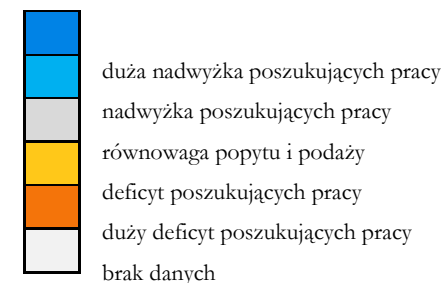 duża nadwyżka poszukujących pracy
nadwyżka poszukujących pracy
równowaga popytu i podaży
deficyt poszukujących pracy
duży deficyt poszukujących pracy
brak danych